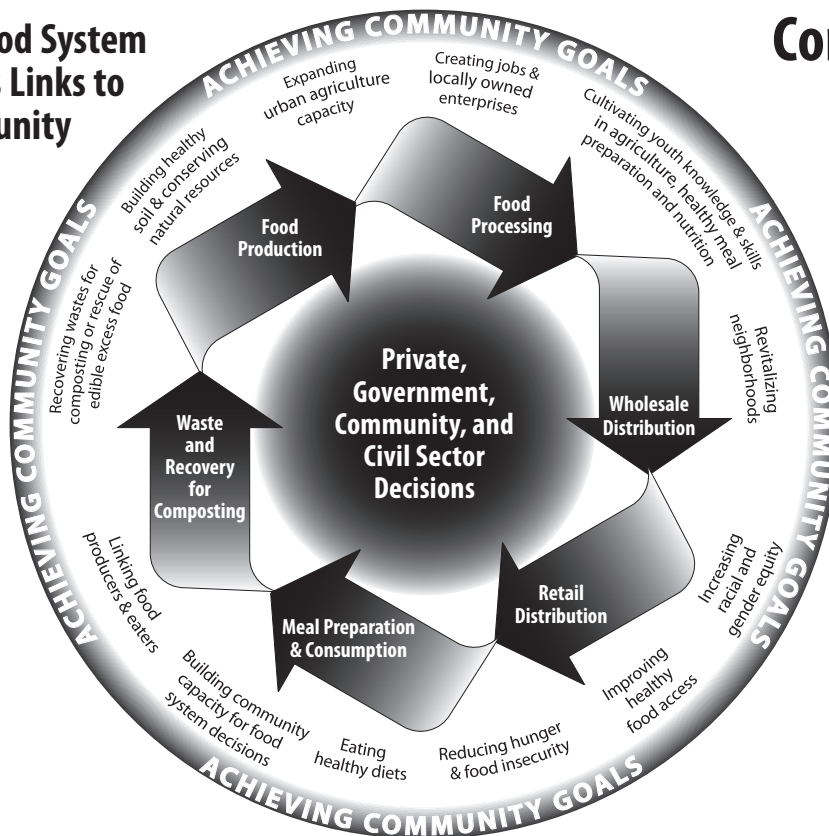 od System
s Links to
unity
ACHIEVING COMMUNITY GOALS
Expanding
urban agriculture
capacity
Creating jobs &
locally owned
enterprises
Cultivating youth knowledge & skills
in agriculture, healthy meal
preparation and nutrition
ACHIEVING COMMUNITY GOALS
Revitalizing
neighborhoods
Increasing
racial and
gender equity
Improving
healthy
food access
Reducing hunger
& food insecurity
ACHIEVING COMMUNITY GOALS
Eating
healthy diets
Building community
capacity for food
system decisions
Linking food
producers & eaters
ACHIEVING COMMUNITY GOALS
Recovering wastes for
composting or rescue of
edible excess food
Building healthy
soil & conserving
natural resources
Food
Production
Food
Processing
Wholesale
Distribution
Retail
Distribution
Meal Preparation
& Consumption
Waste
and
Recovery
for
Composting
Private,
Government,
Community, and
Civil Sector
Decisions